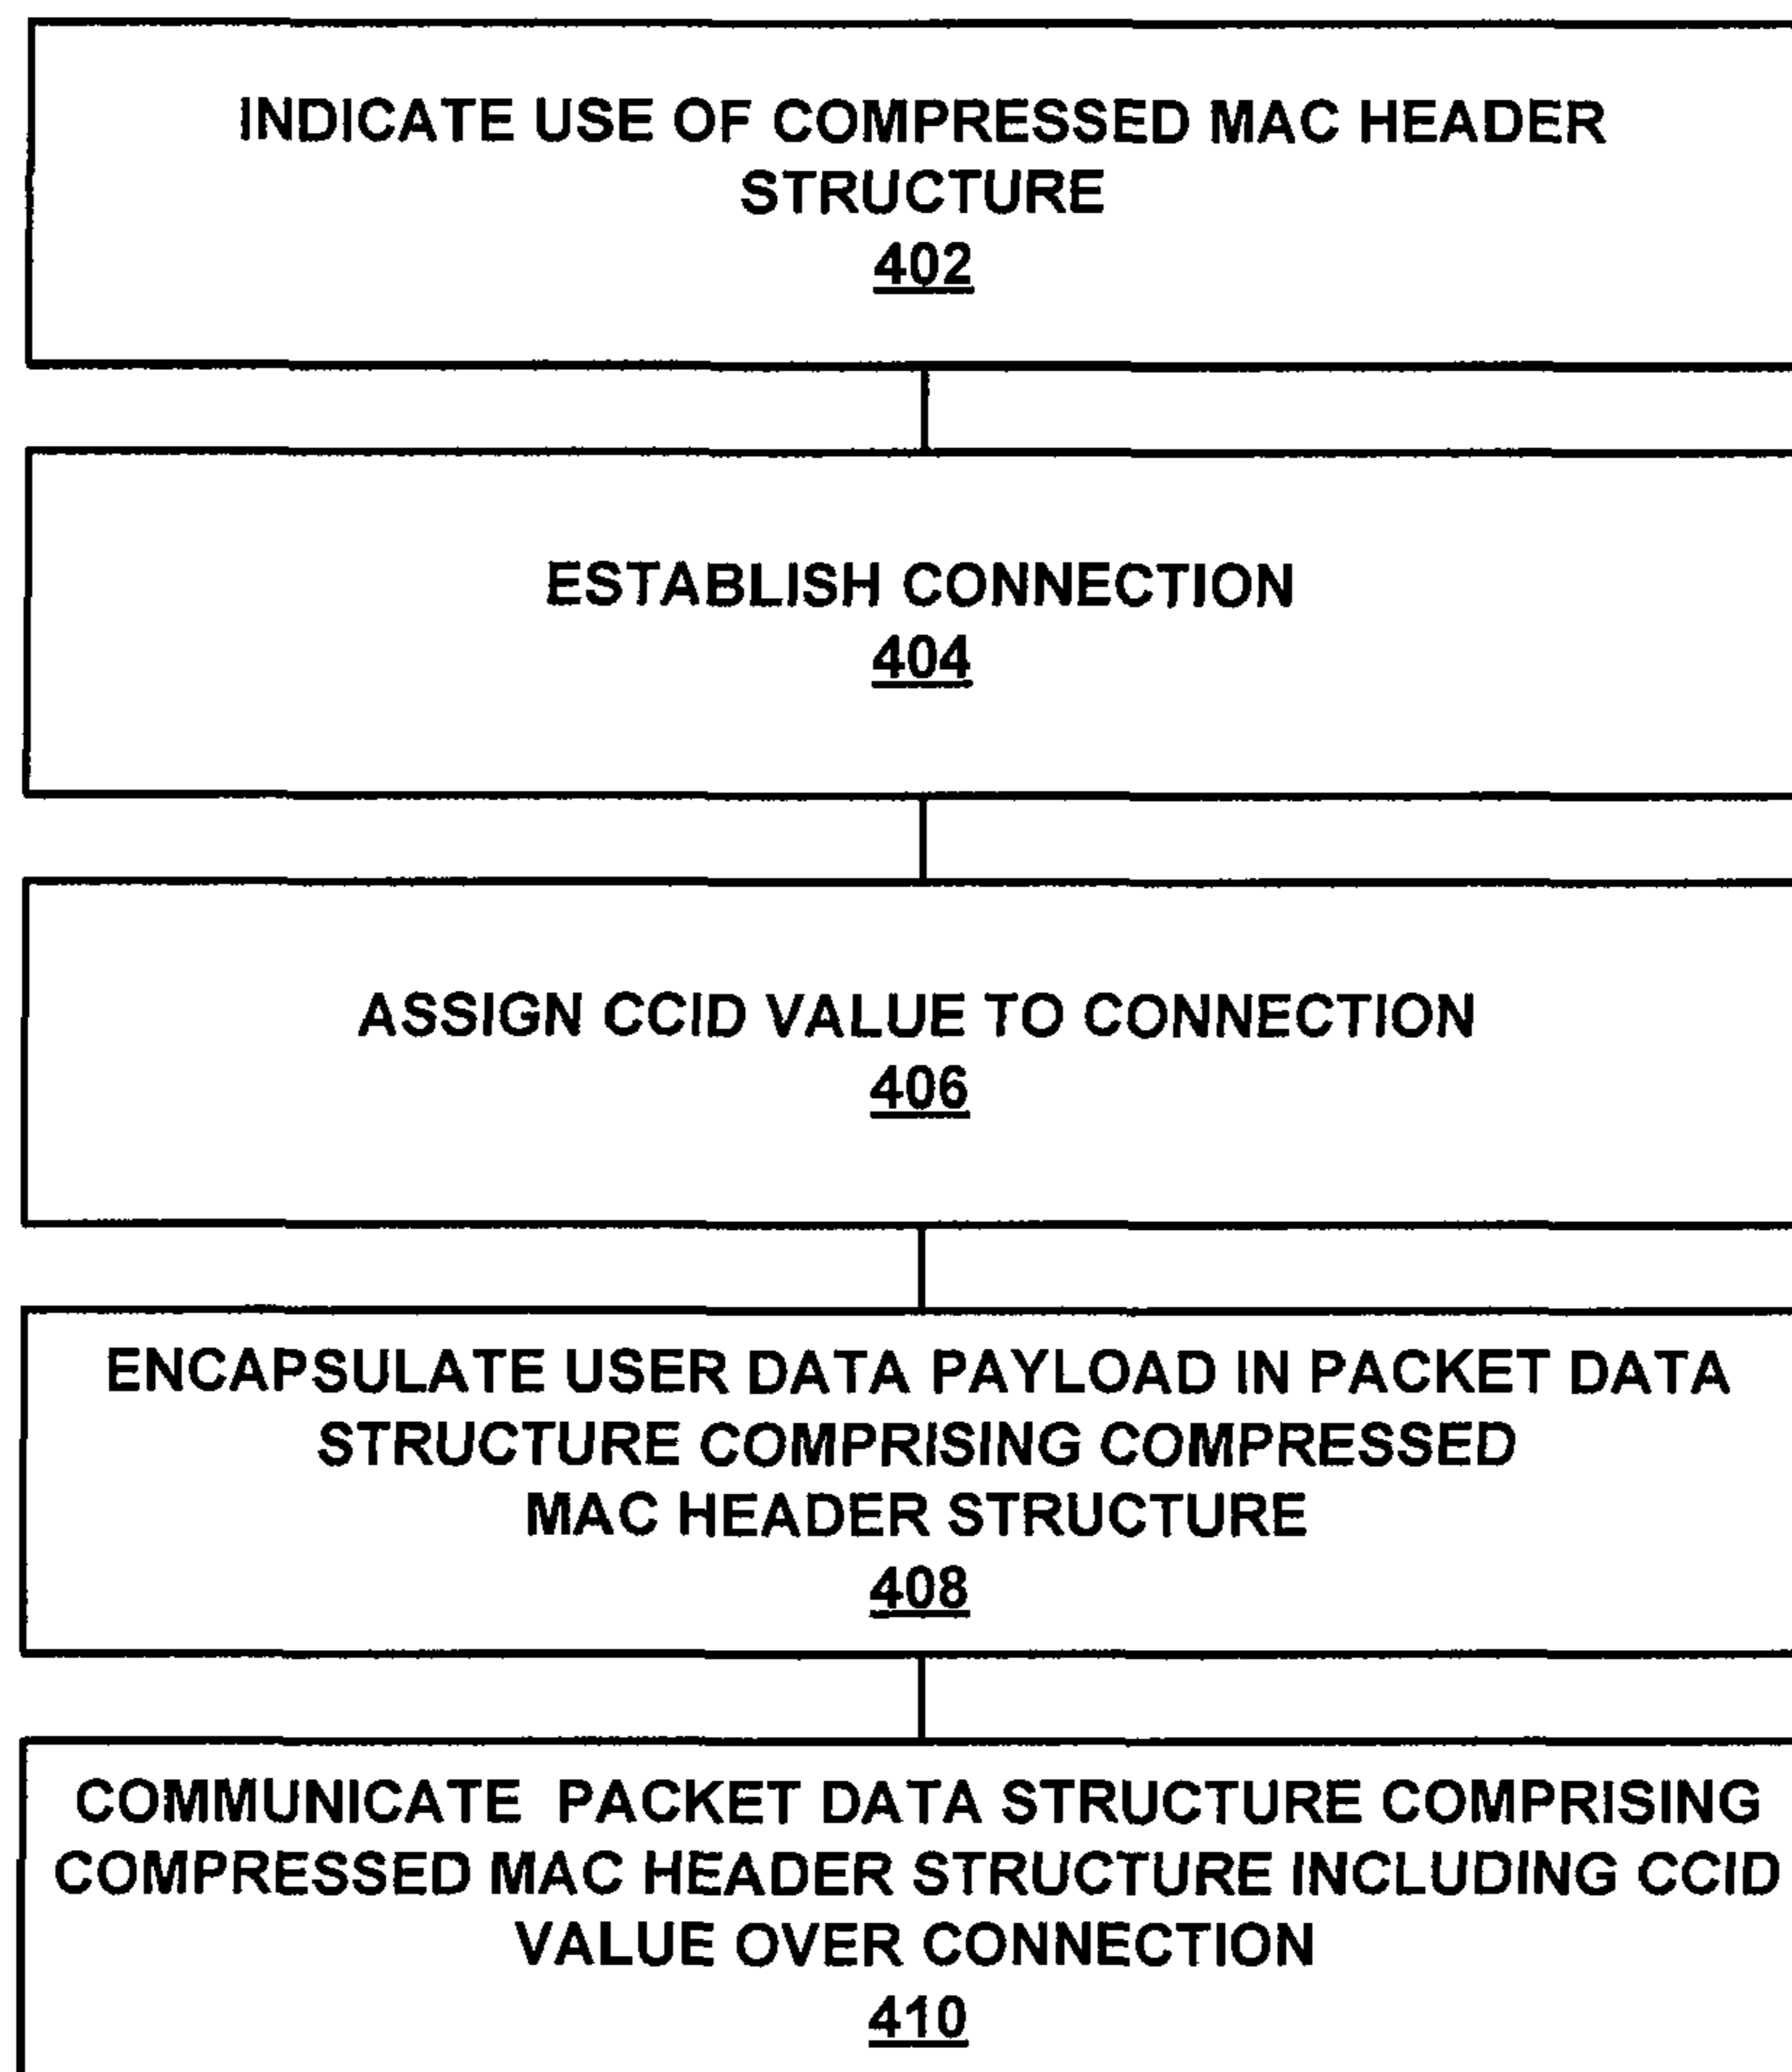 INDICATE USE OF COMPRESSED MAC HEADER
STRUCTURE
402
ESTABLISH CONNECTION
404
ASSIGN CCID VALUE TO CONNECTION
406
ENCAPSULATE USER DATA PAYLOAD IN PACKET DATA
STRUCTURE COMPRISING COMPRESSED
MAC HEADER STRUCTURE
408
COMMUNICATE PACKET DATA STRUCTURE COMPRISING
COMPRESSED MAC HEADER STRUCTURE INCLUDING CCID
VALUE OVER CONNECTION
410